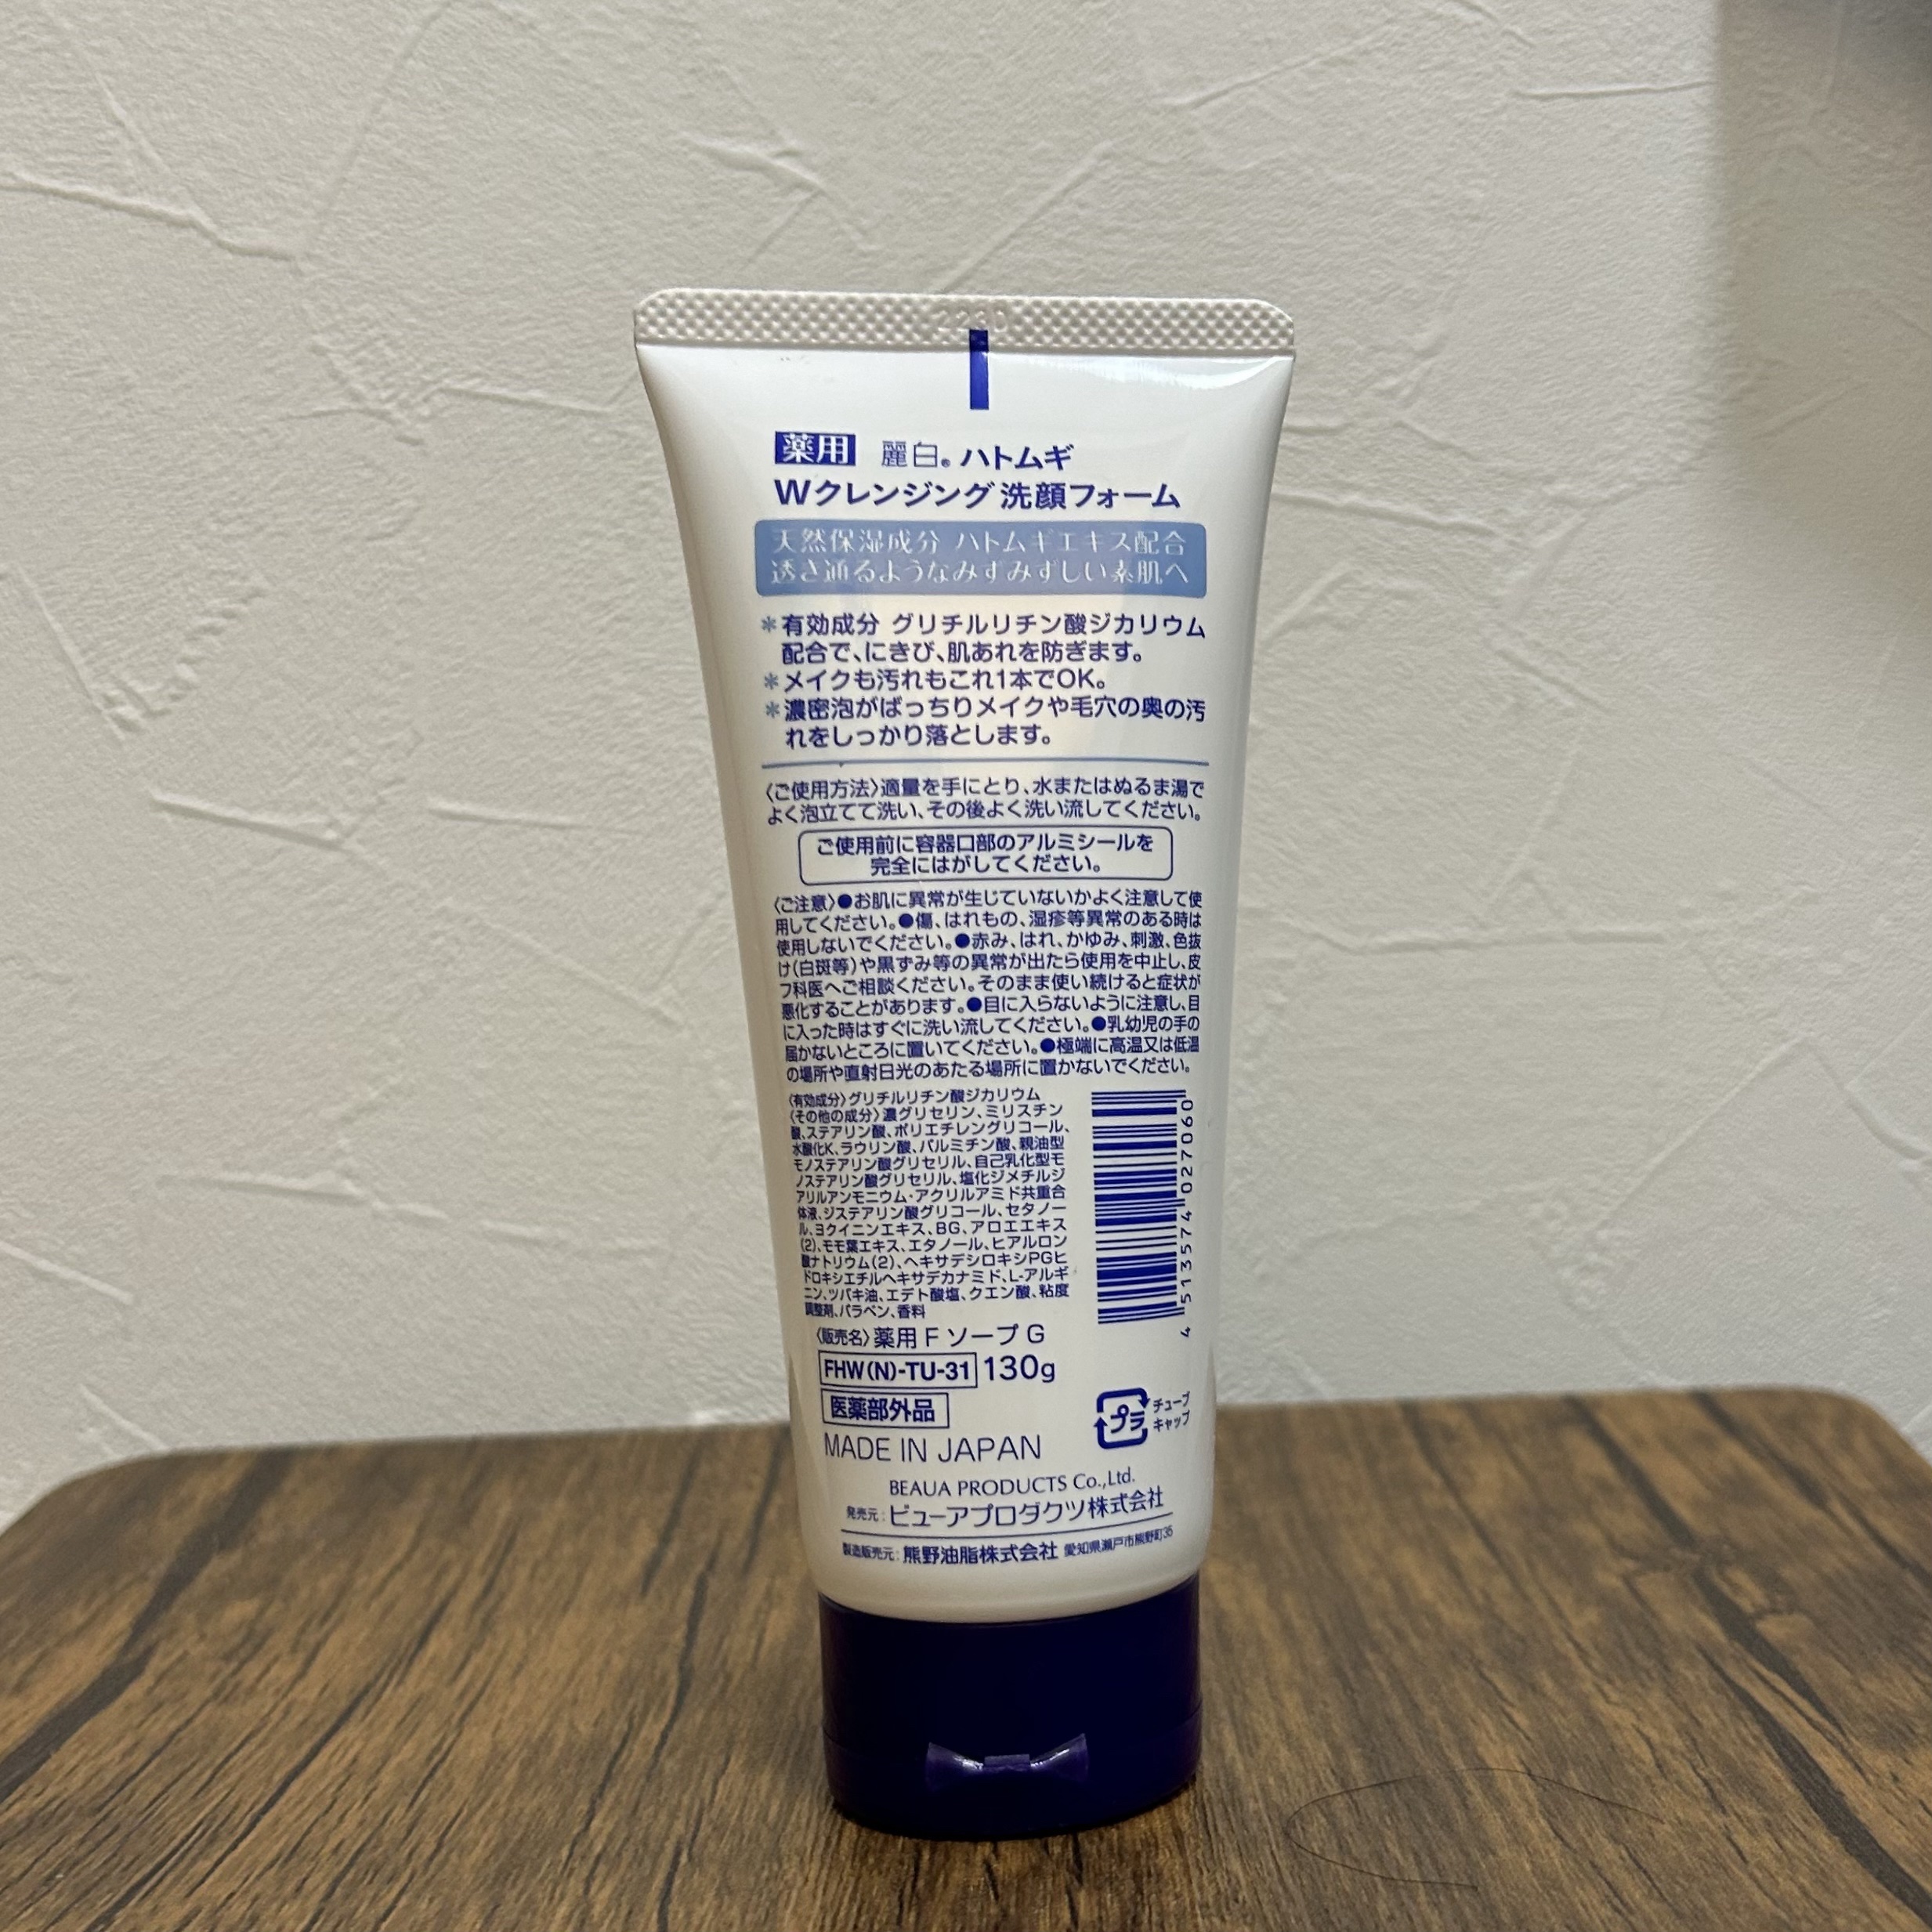 薬用 麗白® ハトムギ
Wクレンジング 洗顔フォーム
天然保湿成分 ハトムギエキス配合
透き通るようなみずみずしい素肌へ
*有効成分 グリチルリチン酸ジカリウム
配合で、にきび、肌あれを防ぎます。
*メイクも汚れもこれ1本でOK。
*濃密泡がばっちりメイクや毛穴の奥の汚
れをしっかり落とします。
〈ご使用方法〉適量を手にとり、水またはぬるま湯で
よく泡立てて洗い、その後よく洗い流してください。
ご使用前に容器口部のアルミシールを
完全にはがしてください。
〈ご注意〉●お肌に異常が生じていないかよく注意して使
用してください。●傷、はれもの、湿疹等異常のある時は
使用しないでください。●赤み、はれ、かゆみ、刺激、色抜
け(白斑等)や黒ずみ等の異常が出たら使用を中止し、皮
フ科医へご相談ください。そのまま使い続けると症状が
悪化することがあります。●目に入らないように注意し、目
に入った時はすぐに洗い流してください。●乳幼児の手の
届かないところに置いてください。●極端に高温又は低温
の場所や直射日光のあたる場所に置かないでください。
〈有効成分〉グリチルリチン酸ジカリウム
〈その他の成分〉濃グリセリン、ミリスチン
酸、ステアリン酸、ポリエチレングリコール、
水酸化K、ラウリン酸、パルミチン酸、親油型
モノステアリン酸グリセリル、自己乳化型モ
ノステアリン酸グリセリル、塩化ジメチルジ
アリルアンモニウム・アクリルアミド共重合
体液、ジステアリン酸グリコール、セタノー
ル、ヨクイニンエキス、BG、アロエエキス
(2)、モモ葉エキス、エタノール、ヒアルロン
酸ナトリウム(2)、ヘキサデシロキシPGヒ
ドロキシエチルヘキサデカナミド、L-アルギ
ニン、ツバキ油、エデト酸塩、クエン酸、粘度
調整剤、パラベン、香料
4 513574 027060
〈販売名〉薬用 F ソープ G
FHW(N)-TU-31 130g
医薬部外品
プラ チューブ
キャップ
MADE IN JAPAN
BEAUA PRODUCTS Co.,Ltd.
発売元:ビューアプロダクツ株式会社
製造販売元:熊野油脂株式会社 愛知県瀬戸市熊野町35